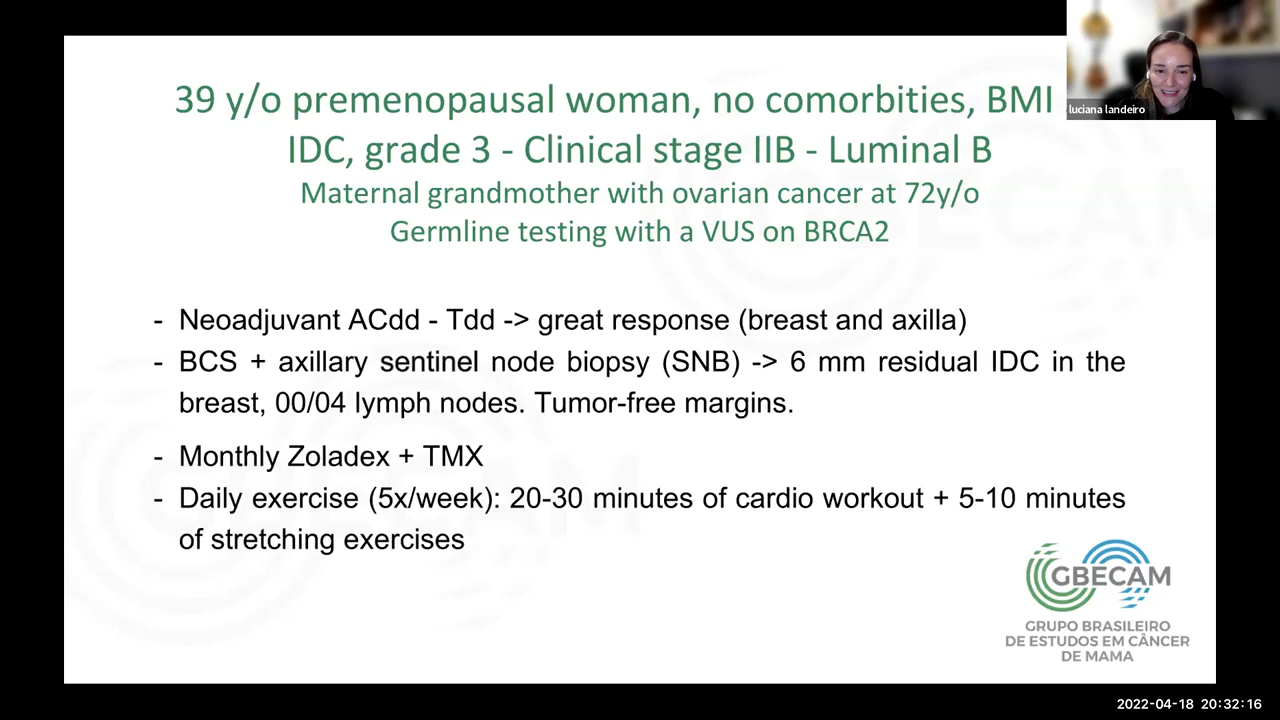 39 y/o premenopausal woman, no comorbities, BMI
IDC, grade 3 - Clinical stage IIB - Luminal B
Maternal grandmother with ovarian cancer at 72y/o
Germline testing with a VUS on BRCA2
- Neoadjuvant ACdd - Tdd -> great response (breast and axilla)
- BCS + axillary sentinel node biopsy (SNB) -> 6 mm residual IDC in the
breast, 00/04 lymph nodes. Tumor-free margins.
- Monthly Zoladex + TMX
- Daily exercise (5x/week): 20-30 minutes of cardio workout + 5-10 minutes
of stretching exercises
luciana landeiro
GBECAM
GRUPO BRASILEIRO
DE ESTUDOS EM CÂNCER
DE MAMA
2022-04-18 20:32:16